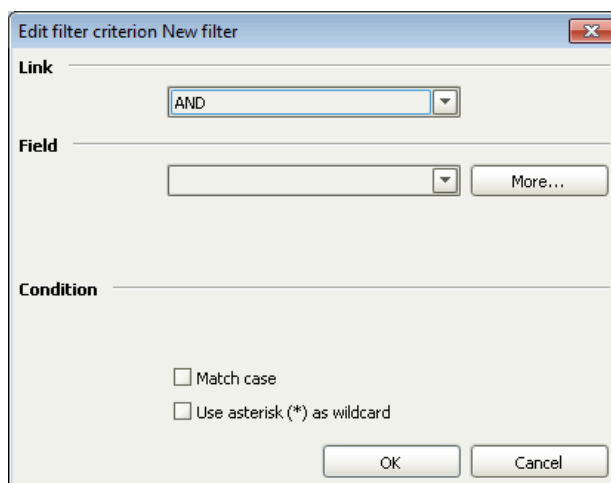 Edit filter criterion New filter
Link
AND
Field
More...
Condition
Match case
Use asterisk (*) as wildcard
OK Cancel